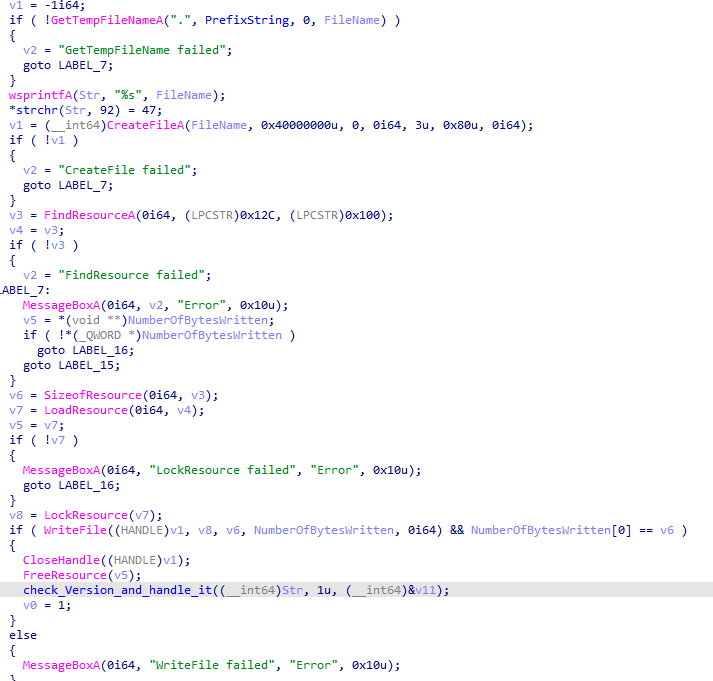 v1 = -1i64;
if ( !GetTempFileNameA(".", PrefixString, 0, FileName) )
{
v2 = "GetTempFileName failed";
goto LABEL_7;
}
wsprintfA(Str, "%s", FileName);
*strchr(Str, 92) = 47;
v1 = (__int64)CreateFileA(FileName, 0x40000000u, 0, 0i64, 3u, 0x80u, 0i64);
if ( !v1 )
{
v2 = "CreateFile failed";
goto LABEL_7;
}
v3 = FindResourceA(0i64, (LPCSTR)0x12C, (LPCSTR)0x100);
v4 = v3;
if ( !v3 )
{
v2 = "FindResource failed";
LABEL_7:
MessageBoxA(0i64, v2, "Error", 0x10u);
v5 = *(void **)NumberOfBytesWritten;
if ( !*(_QWORD *)NumberOfBytesWritten )
goto LABEL_16;
goto LABEL_15;
}
v6 = SizeofResource(0i64, v3);
v7 = LoadResource(0i64, v4);
v5 = v7;
if ( !v7 )
{
MessageBoxA(0i64, "LockResource failed", "Error", 0x10u);
goto LABEL_16;
}
v8 = LockResource(v7);
if ( WriteFile((HANDLE)v1, v8, v6, NumberOfBytesWritten, 0i64) && NumberOfBytesWritten[0] == v6 )
{
CloseHandle((HANDLE)v1);
FreeResource(v5);
check_Version_and_handle_it((__int64)Str, 1u, (__int64)&v11);
v0 = 1;
}
else
{
MessageBoxA(0i64, "WriteFile failed", "Error", 0x10u);
}